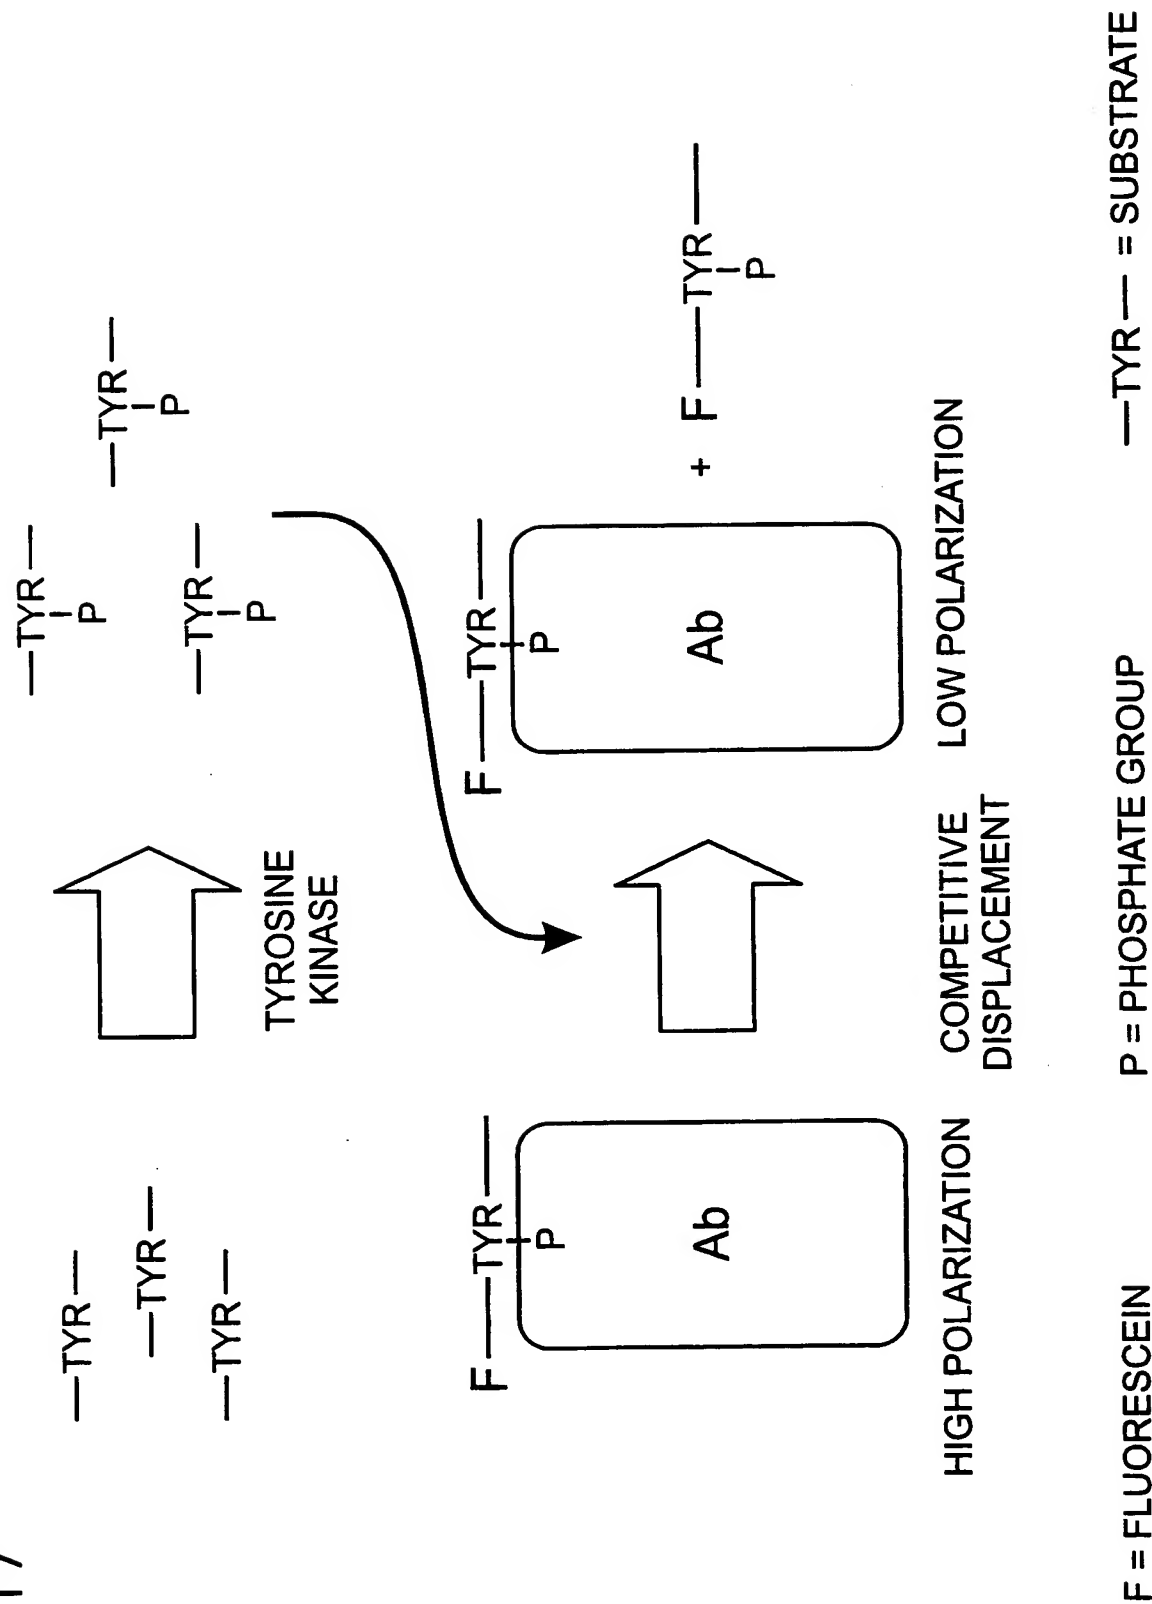 —TYR—
—TYR—
—TYR—
TYROSINE
KINASE
—TYR—
P
—TYR—
P
—TYR—
P
F—TYR—
P
Ab
HIGH POLARIZATION
COMPETITIVE
DISPLACEMENT
F—TYR—
P
Ab
LOW POLARIZATION
+ F—TYR—
P
F = FLUORESCEIN
P = PHOSPHATE GROUP
—TYR— = SUBSTRATE